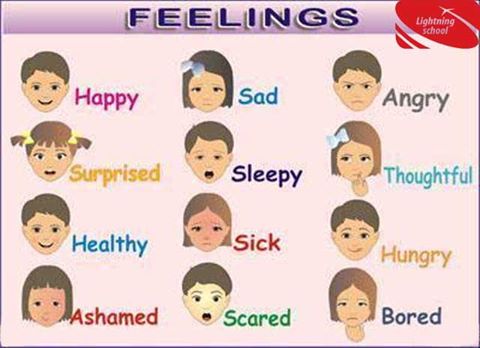 FEELINGS
Lightning
school
Happy
Sad
Angry
Surprised
Sleepy
Thoughtful
Healthy
Sick
Hungry
Ashamed
Scared
Bored